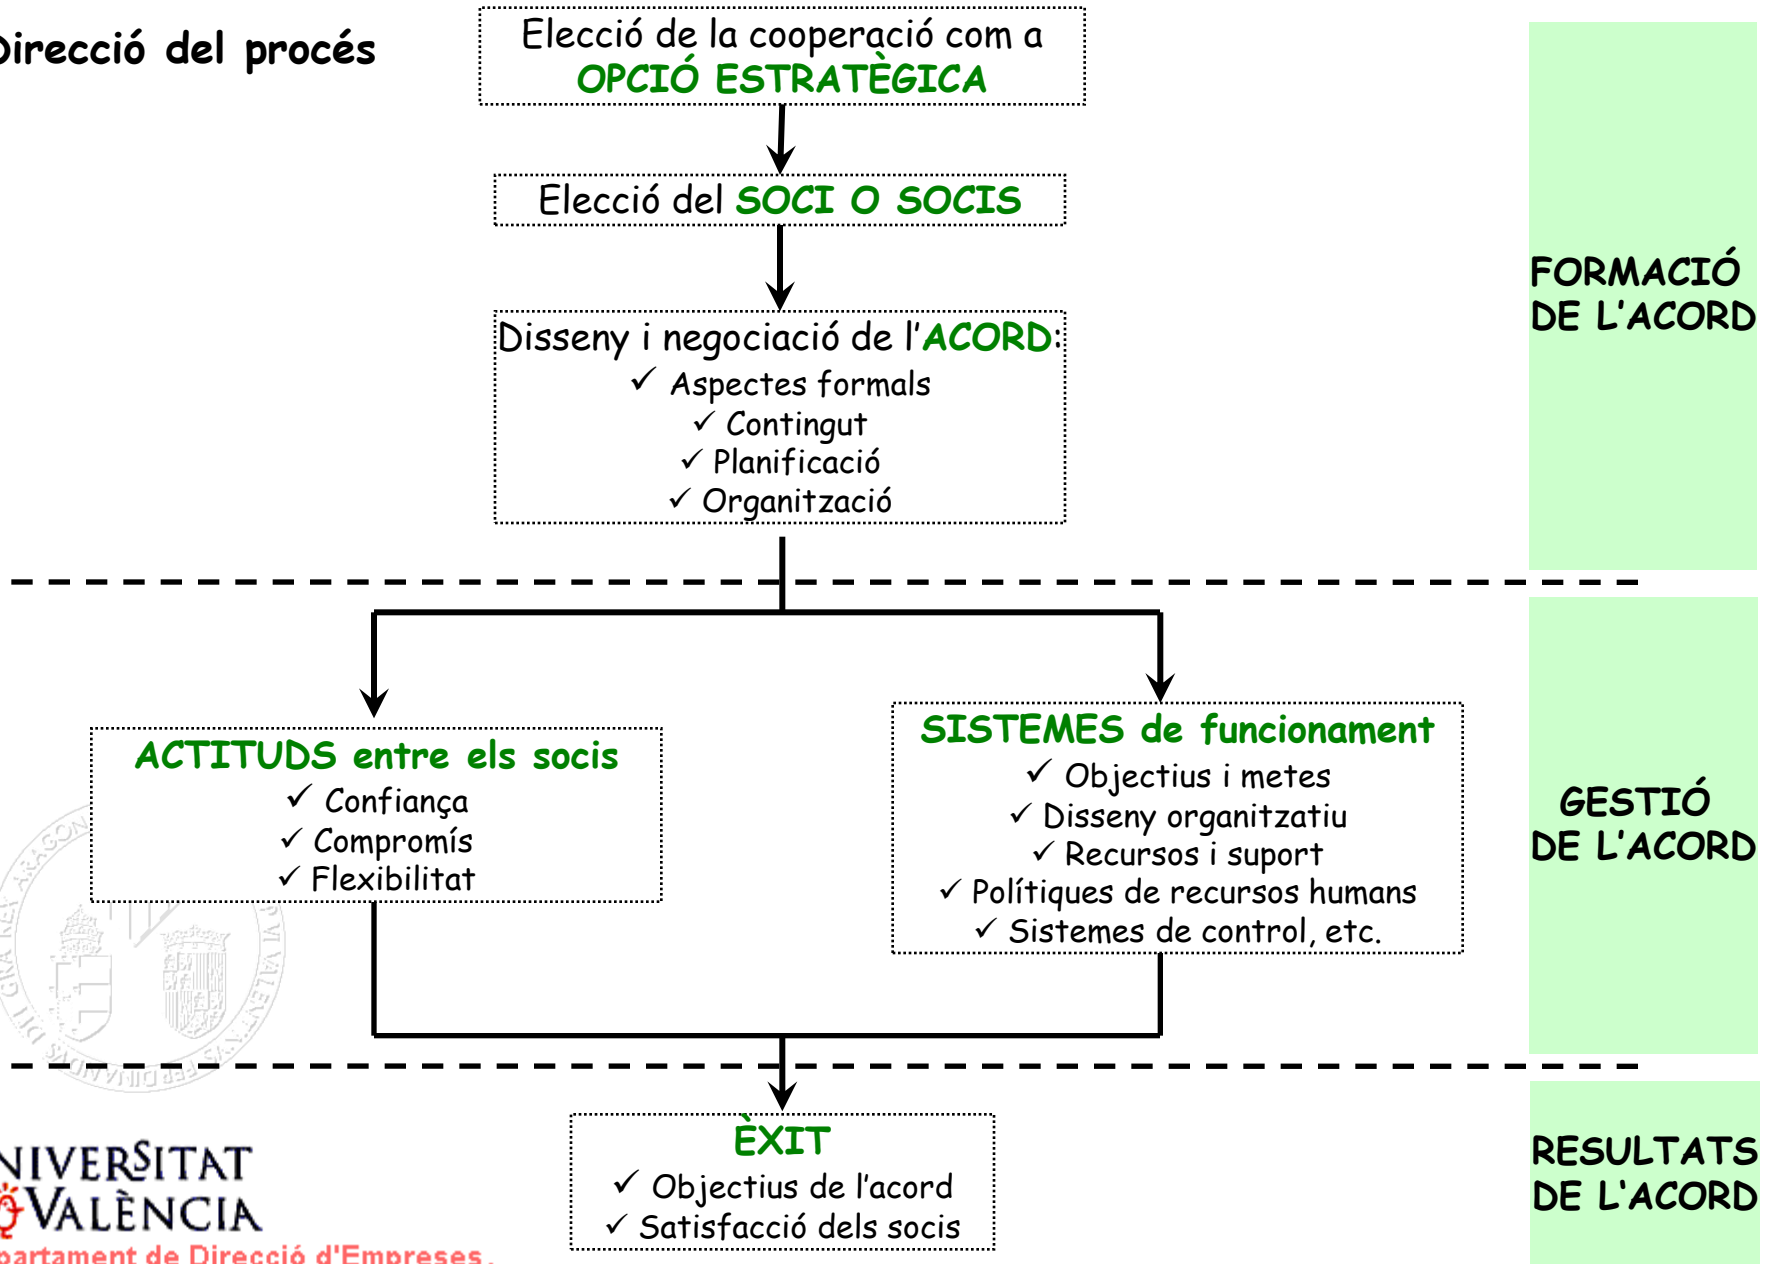 Direcció del procés
Elecció de la cooperació com a
OPCIÓ ESTRATÈGICA
Elecció del SOCI O SOCIS
Disseny i negociació de l'ACORD:
✓ Aspectes formals
✓ Contingut
✓ Planificació
✓ Organització
FORMACIÓ
DE L'ACORD
ACTITUDS entre els socis
✓ Confiança
✓ Compromís
✓ Flexibilitat
SISTEMES de funcionament
✓ Objectius i metes
✓ Disseny organitzatiu
✓ Recursos i suport
✓ Polítiques de recursos humans
✓ Sistemes de control, etc.
GESTIÓ
DE L'ACORD
ÈXIT
✓ Objectius de l'acord
✓ Satisfacció dels socis
RESULTATS
DE L'ACORD
NIVERSITAT
VALÈNCIA
partament de Direcció d'Empreses.